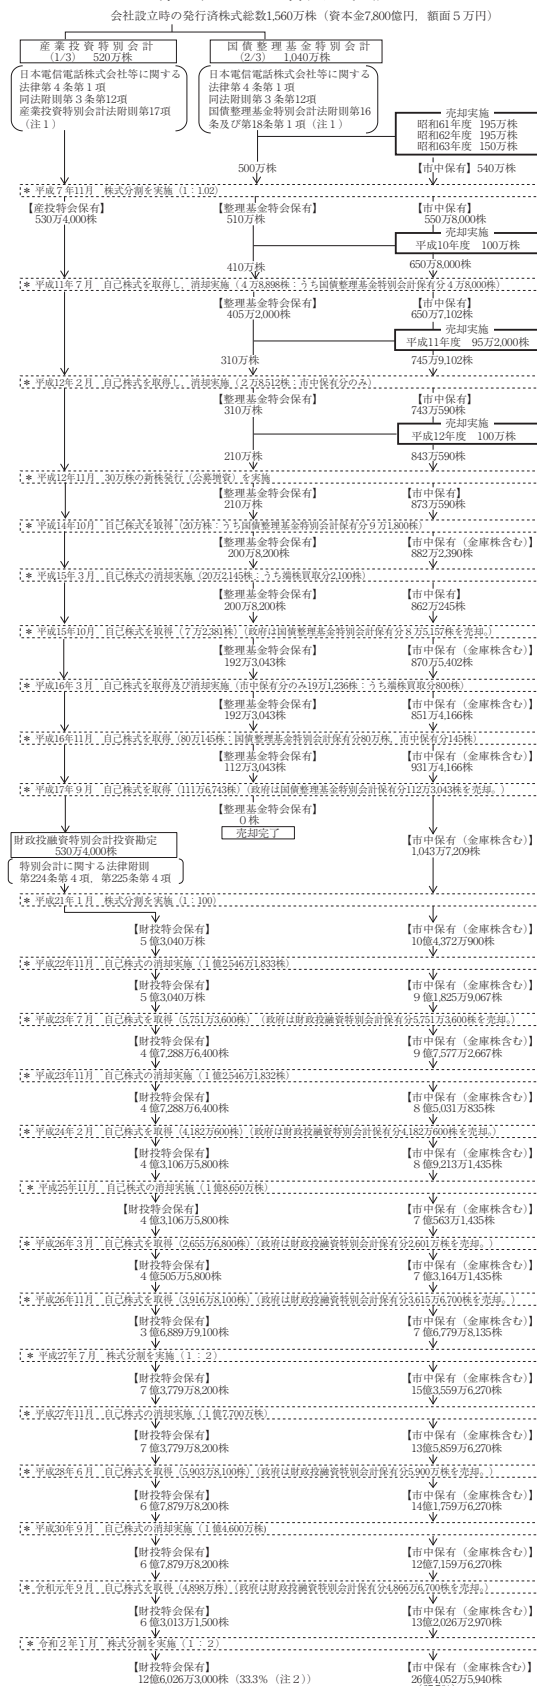 会社設立時の発行済株式総数1,560万株（資本金7,800億円，額面５万円）
産業投資特別会計
（1/3） 520万株
国債整理基金特別会計
（2/3） 1,040万株
日本電信電話株式会社等に関する
法律第４条第１項
同法附則第３条第12項
産業投資特別会計法附則第17項
（注１）
日本電信電話株式会社等に関する
法律第４条第１項
同法附則第３条第12項
国債整理基金特別会計法附則第16
条及び第18条第１項（注１）
売却実施
昭和61年度 195万株
昭和62年度 195万株
昭和63年度 150万株
500万株
【市中保有】540万株
＊ 平成７年11月 株式分割を実施（1：1.02）
【産投特会保有】
530万4,000株
【整理基金特会保有】
510万株
【市中保有】
550万8,000株
売却実施
平成10年度 100万株
410万株
650万8,000株
＊ 平成11年７月 自己株式を取得し，消却実施（４万8,898株：うち国債整理基金特別会計保有分４万8,000株）
【整理基金特会保有】
405万2,000株
【市中保有】
650万7,102株
売却実施
平成11年度 95万2,000株
310万株
745万9,102株
＊ 平成12年２月 自己株式を取得し，消却実施（２万8,512株：市中保有分のみ）
【整理基金特会保有】
310万株
【市中保有】
743万590株
売却実施
平成12年度 100万株
210万株
843万590株
＊ 平成12年11月 30万株の新株発行（公募増資）を実施
【整理基金特会保有】
210万株
【市中保有】
873万590株
＊ 平成14年10月 自己株式を取得（20万株：うち国債整理基金特別会計保有分９万1,800株）
【整理基金特会保有】
200万8,200株
【市中保有（金庫株含む）】
882万2,390株
＊ 平成15年３月 自己株式の消却実施（20万2,145株：うち端株買取分2,100株）
【整理基金特会保有】
200万8,200株
【市中保有（金庫株含む）】
862万245株
＊ 平成15年10月 自己株式を取得（７万2,381株）（政府は国債整理基金特別会計保有分８万5,157株を売却。）
【整理基金特会保有】
192万3,043株
【市中保有（金庫株含む）】
870万5,402株
＊ 平成16年３月 自己株式を取得及び消却実施（市中保有分のみ19万1,236株：うち端株買取分800株）
【整理基金特会保有】
192万3,043株
【市中保有（金庫株含む）】
851万4,166株
＊ 平成16年11月 自己株式を取得（80万145株：国債整理基金特別会計保有分80万株，市中保有分145株）
【整理基金特会保有】
112万3,043株
【市中保有（金庫株含む）】
931万4,166株
＊ 平成17年９月 自己株式を取得（111万6,743株）（政府は国債整理基金特別会計保有分112万3,043株を売却。）
【整理基金特会保有】
０株
売却完了
財政投融資特別会計投資勘定
530万4,000株
特別会計に関する法律附則
第224条第４項，第225条第４項
【市中保有（金庫株含む）】
1,043万7,209株
＊ 平成21年１月 株式分割を実施（1：100）
【財投特会保有】
５億3,040万株
【市中保有（金庫株含む）】
10億4,372万900株
＊ 平成22年11月 自己株式の消却実施（１億2,546万1,833株）
【財投特会保有】
５億3,040万株
【市中保有（金庫株含む）】
９億1,825万9,067株
＊ 平成23年７月 自己株式を取得（5,751万3,600株）（政府は財政投融資特別会計保有分5,751万3,600株を売却。）
【財投特会保有】
４億7,288万6,400株
【市中保有（金庫株含む）】
９億7,577万2,667株
＊ 平成23年11月 自己株式の消却実施（１億2,546万1,832株）
【財投特会保有】
４億7,288万6,400株
【市中保有（金庫株含む）】
８億5,031万835株
＊ 平成24年２月 自己株式を取得（4,182万600株）（政府は財政投融資特別会計保有分4,182万600株を売却。）
【財投特会保有】
４億3,106万5,800株
【市中保有（金庫株含む）】
８億9,213万1,435株
＊ 平成25年11月 自己株式の消却実施（１億8,650万株）
【財投特会保有】
４億3,106万5,800株
【市中保有（金庫株含む）】
７億563万1,435株
＊ 平成26年３月 自己株式を取得（2,655万6,800株）（政府は財政投融資特別会計保有分2,601万株を売却。）
【財投特会保有】
４億505万5,800株
【市中保有（金庫株含む）】
７億3,164万1,435株
＊ 平成26年11月 自己株式を取得（3,916万8,100株）（政府は財政投融資特別会計保有分3,615万6,700株を売却。）
【財投特会保有】
３億6,889万9,100株
【市中保有（金庫株含む）】
７億6,779万8,135株
＊ 平成27年７月 株式分割を実施（１：２）
【財投特会保有】
７億3,779万8,200株
【市中保有（金庫株含む）】
15億3,559万6,270株
＊ 平成27年11月 自己株式の消却実施（１億7,700万株）
【財投特会保有】
７億3,779万8,200株
【市中保有（金庫株含む）】
13億5,859万6,270株
＊ 平成28年６月 自己株式を取得（5,903万8,100株）（政府は財政投融資特別会計保有分5,900万株を売却。）
【財投特会保有】
６億7,879万8,200株
【市中保有（金庫株含む）】
14億1,759万6,270株
＊ 平成30年９月 自己株式の消却実施（１億4,600万株）
【財投特会保有】
６億7,879万8,200株
【市中保有（金庫株含む）】
12億7,159万6,270株
＊ 令和元年９月 自己株式を取得（4,898万株）（政府は財政投融資特別会計保有分4,866万6,700株を売却。）
【財投特会保有】
６億3,013万1,500株
【市中保有（金庫株含む）】
13億2,026万2,970株
＊ 令和２年１月 株式分割を実施（１：２）
【財投特会保有】
12億6,026万3,000株（33.3%（注２））
【市中保有（金庫株含む）】
26億4,052万5,940株